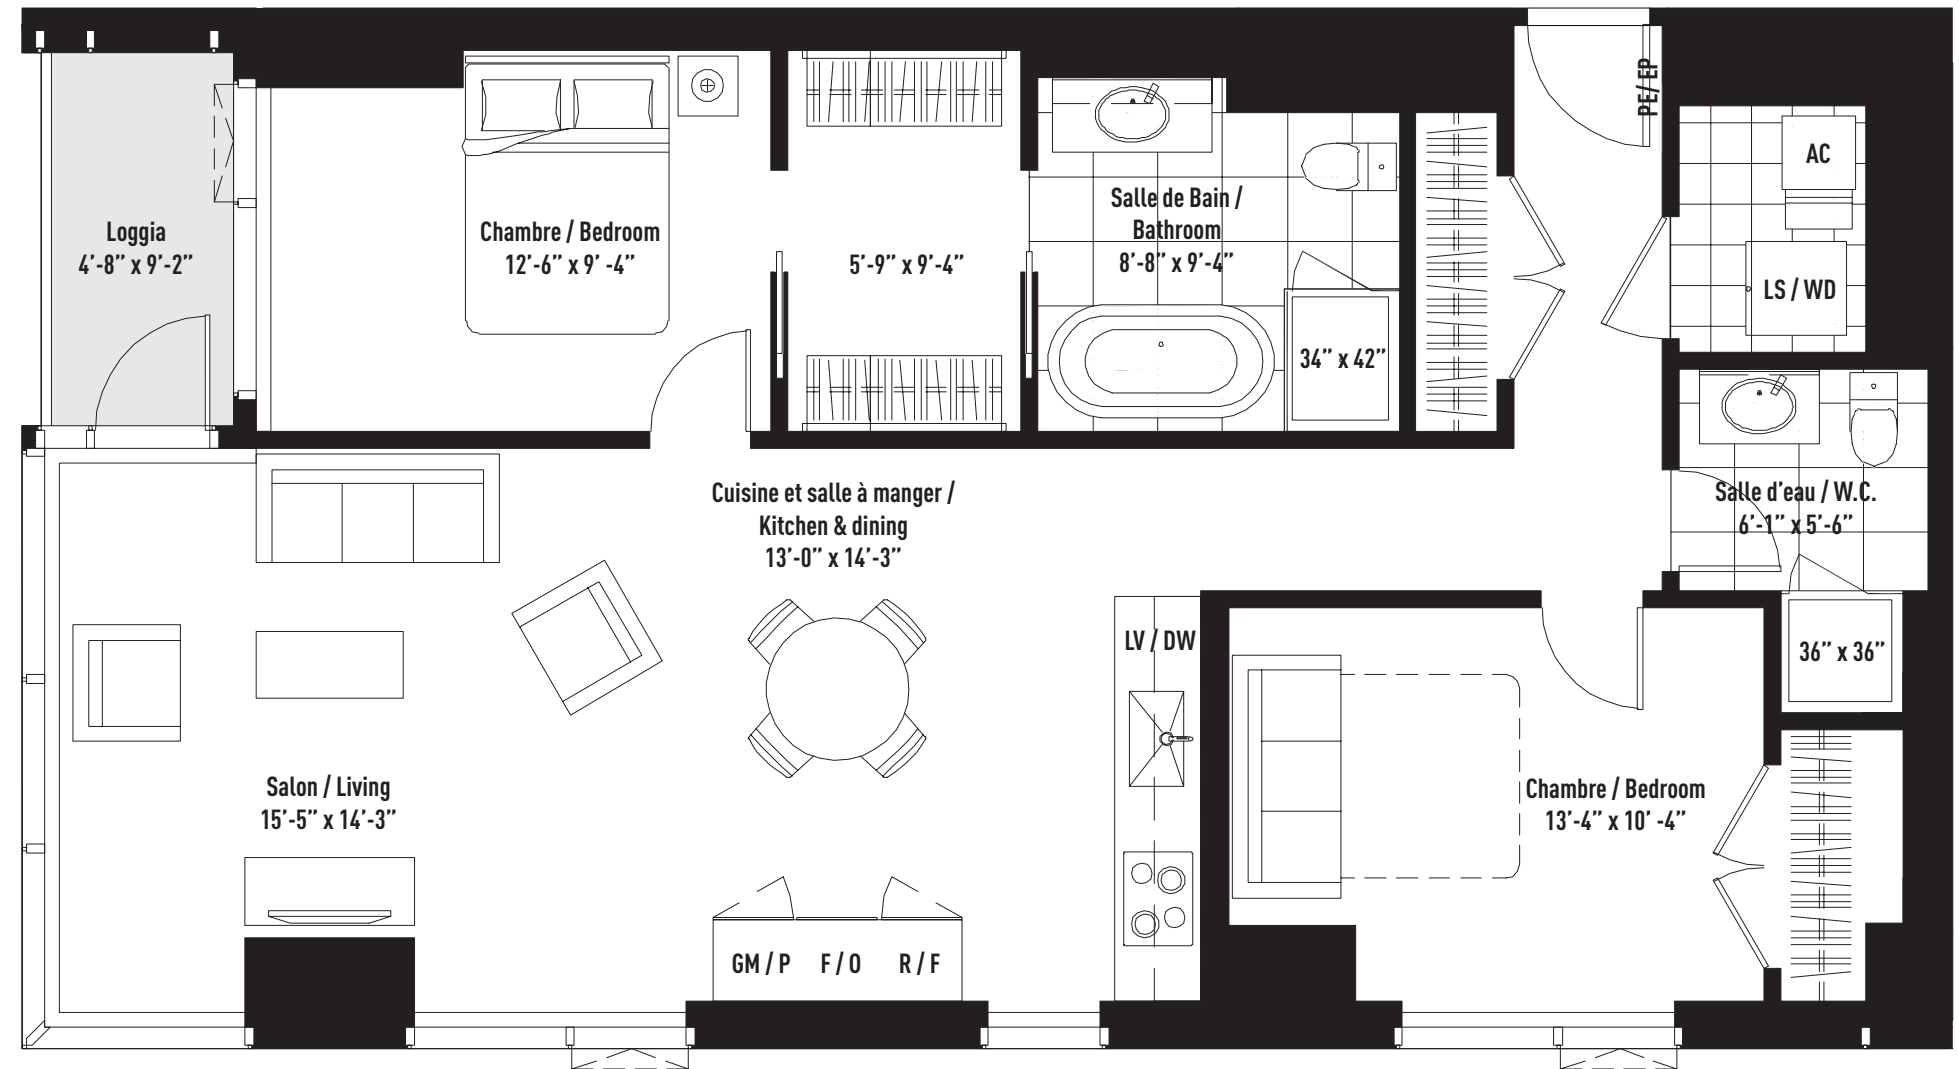 PE/ EP
AC
LS / WD
Loggia
4’-8” x 9’-2”
Chambre / Bedroom
12’-6” x 9’ -4”
5’-9” x 9’-4”
Salle de Bain /
Bathroom
8’-8” x 9’-4”
34” x 42”
Cuisine et salle à manger /
Kitchen & dining
13’-0” x 14’-3”
Salle d’eau / W.C.
6’-1” x 5’-6”
LV / DW
36” x 36”
Salon / Living
15’-5” x 14’-3”
Chambre / Bedroom
13’-4” x 10’ -4”
GM / P F / O R / F